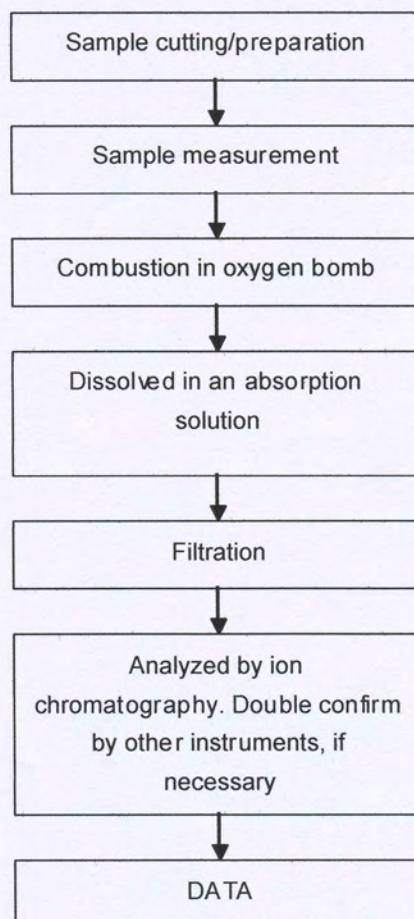 Sample cutting/preparation
Sample measurement
Combustion in oxygen bomb
Dissolved in an absorption
solution
Filtration
Analyzed by ion
chromatography. Double confirm
by other instruments, if
necessary
DATA